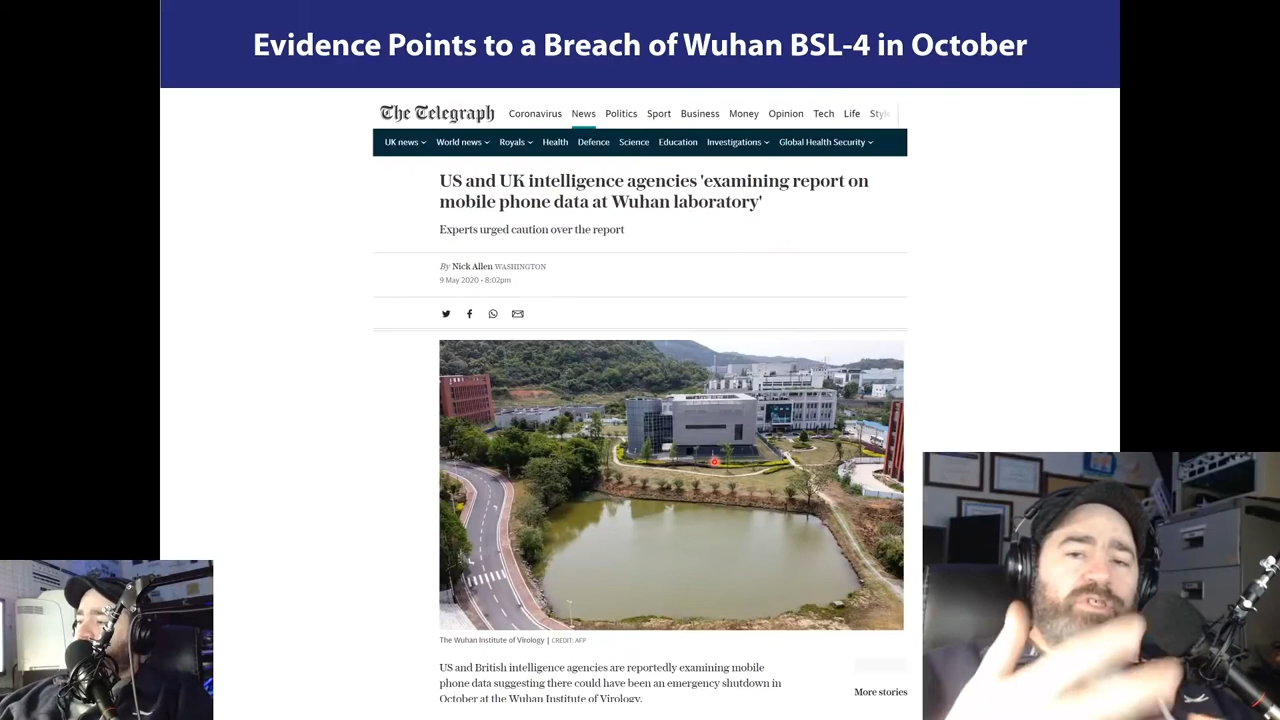 Evidence Points to a Breach of Wuhan BSL-4 in October
The Telegraph
Coronavirus News Politics Sport Business Money Opinion Tech Life Style
UK news World news Royals Health Defence Science Education Investigations Global Health Security
US and UK intelligence agencies 'examining report on
mobile phone data at Wuhan laboratory'
Experts urged caution over the report
By Nick Allen WASHINGTON
9 May 2020 • 8:02pm
The Wuhan Institute of Virology | CREDIT: AFP
US and British intelligence agencies are reportedly examining mobile
phone data suggesting there could have been an emergency shutdown in
October at the Wuhan Institute of Virology.
More stories